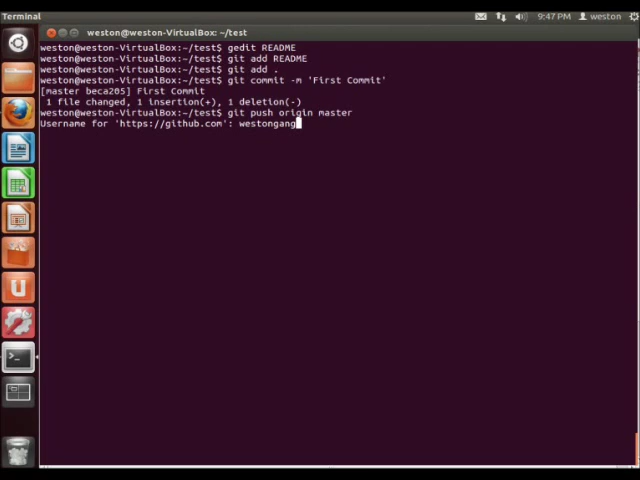 Terminal
9:47 PM
weston
weston@weston-VirtualBox: ~/test
weston@weston-VirtualBox:~/test$ gedit README
weston@weston-VirtualBox:~/test$ git add README
weston@weston-VirtualBox:~/test$ git add .
weston@weston-VirtualBox:~/test$ git commit -m 'First Commit'
[master beca205] First Commit
1 file changed, 1 insertion(+), 1 deletion(-)
weston@weston-VirtualBox:~/test$ git push origin master
Username for 'https://github.com': westongang